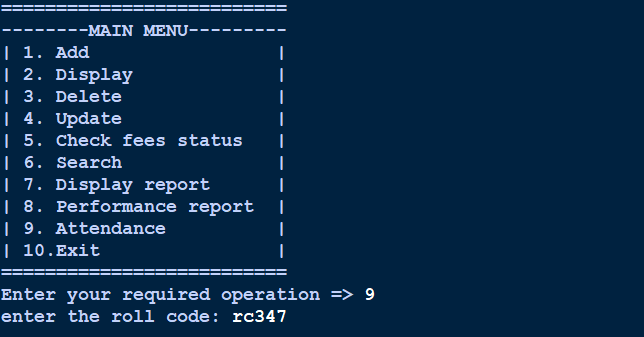 ==========================
--------MAIN MENU---------
| 1. Add                 |
| 2. Display             |
| 3. Delete              |
| 4. Update              |
| 5. Check fees status   |
| 6. Search              |
| 7. Display report      |
| 8. Performance report  |
| 9. Attendance          |
| 10.Exit                |
==========================
Enter your required operation => 9
enter the roll code: rc347